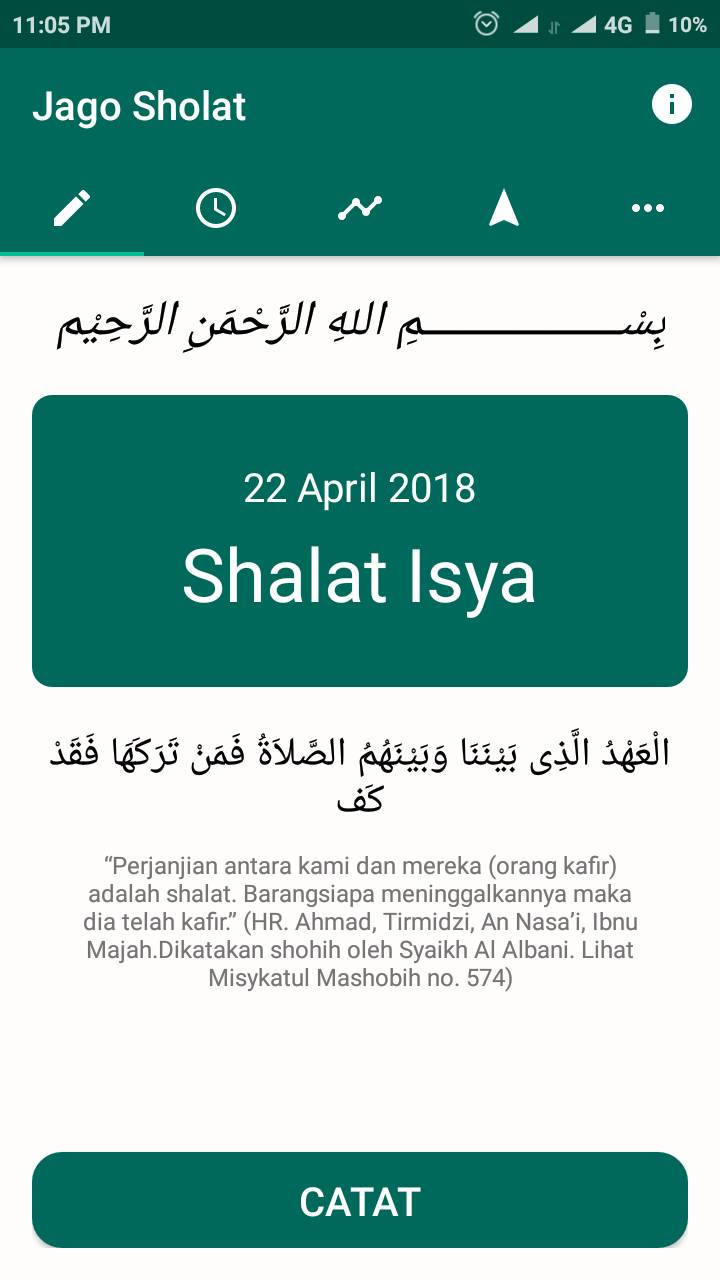 11:05 PM 4G 10%
Jago Sholat
بِسْــــــــــــــــــمِ اللهِ الرَّحْمَنِ الرَّحِيْم
22 April 2018
Shalat Isya
الْعَهْدُ الَّذِى بَيْنَنَا وَبَيْنَهُمُ الصَّلاَةُ فَمَنْ تَرَكَهَا فَقَدْ
كَف
“Perjanjian antara kami dan mereka (orang kafir)
adalah shalat. Barangsiapa meninggalkannya maka
dia telah kafir.” (HR. Ahmad, Tirmidzi, An Nasa’i, Ibnu
Majah.Dikatakan shohih oleh Syaikh Al Albani. Lihat
Misykatul Mashobih no. 574)
CATAT